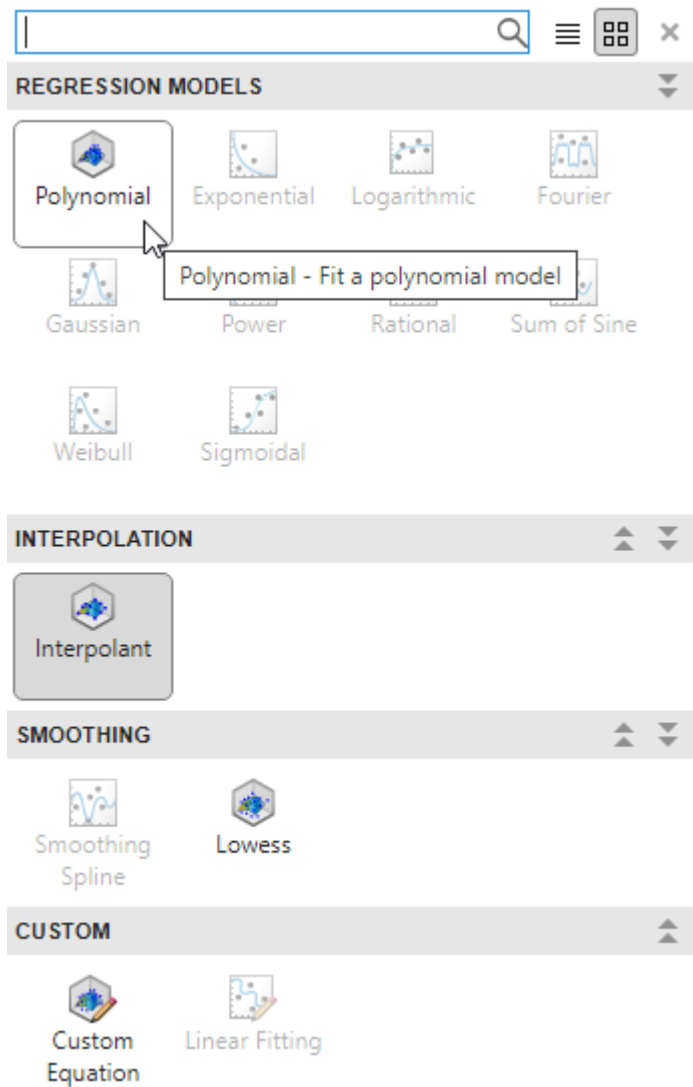 REGRESSION MODELS
Polynomial
Exponential
Logarithmic
Fourier
Polynomial - Fit a polynomial model
Gaussian
Power
Rational
Sum of Sine
Weibull
Sigmoidal
INTERPOLATION
Interpolant
SMOOTHING
Smoothing
Spline
Lowess
CUSTOM
Custom
Equation
Linear Fitting